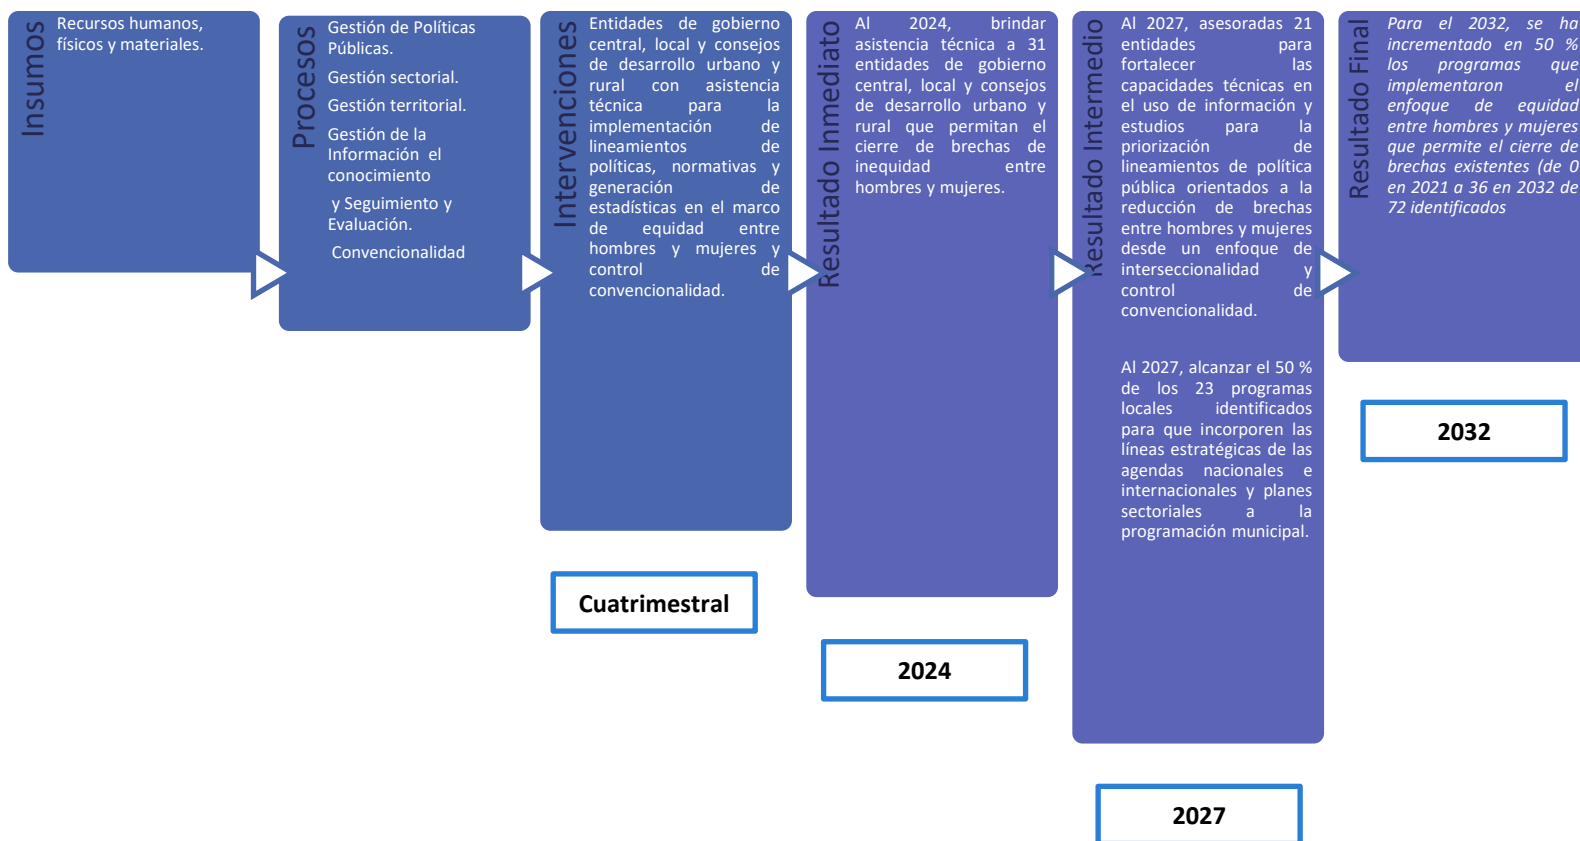 Insumos
Recursos humanos,
físicos y materiales.
Procesos
Gestión de Políticas
Públicas.
Gestión sectorial.
Gestión territorial.
Gestión de la
Información el
conocimiento
y Seguimiento y
Evaluación.
Convencionalidad
Intervenciones
Entidades de gobierno
central, local y consejos
de desarrollo urbano y
rural con asistencia
técnica para la
implementación de
lineamientos de
políticas, normativas y
generación de
estadísticas en el marco
de equidad entre
hombres y mujeres y
control de
convencionalidad.
Cuatrimestral
Resultado Inmediato
Al 2024, brindar
asistencia técnica a 31
entidades de gobierno
central, local y consejos
de desarrollo urbano y
rural que permitan el
cierre de brechas de
inequidad entre
hombres y mujeres.
2024
Resultado Intermedio
Al 2027, asesoradas 21
entidades para
fortalecer las
capacidades técnicas en
el uso de información y
estudios para la
priorización de
lineamientos de política
pública orientados a la
reducción de brechas
entre hombres y mujeres
desde un enfoque de
interseccionalidad y
control de
convencionalidad.
Al 2027, alcanzar el 50 %
de los 23 programas
locales identificados
para que incorporen las
líneas estratégicas de las
agendas nacionales e
internacionales y planes
sectoriales a la
programación municipal.
2027
Resultado Final
Para el 2032, se ha
incrementado en 50 %
los programas que
implementaron el
enfoque de equidad
entre hombres y mujeres
que permite el cierre de
brechas existentes (de 0
en 2021 a 36 en 2032 de
72 identificados
2032